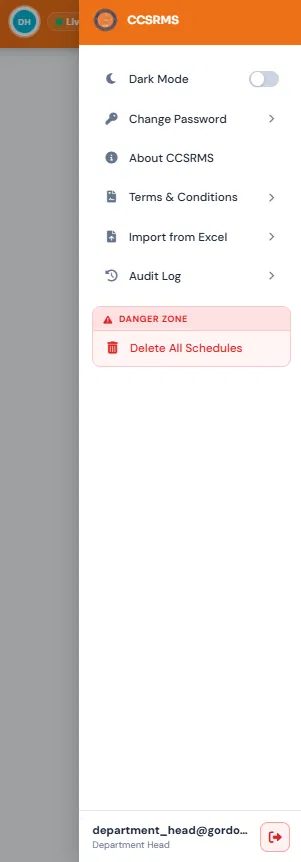 DH
Liv
CCSRMS
Dark Mode
Change Password
About CCSRMS
Terms & Conditions
Import from Excel
Audit Log
DANGER ZONE
Delete All Schedules
department_head@gordo...
Department Head